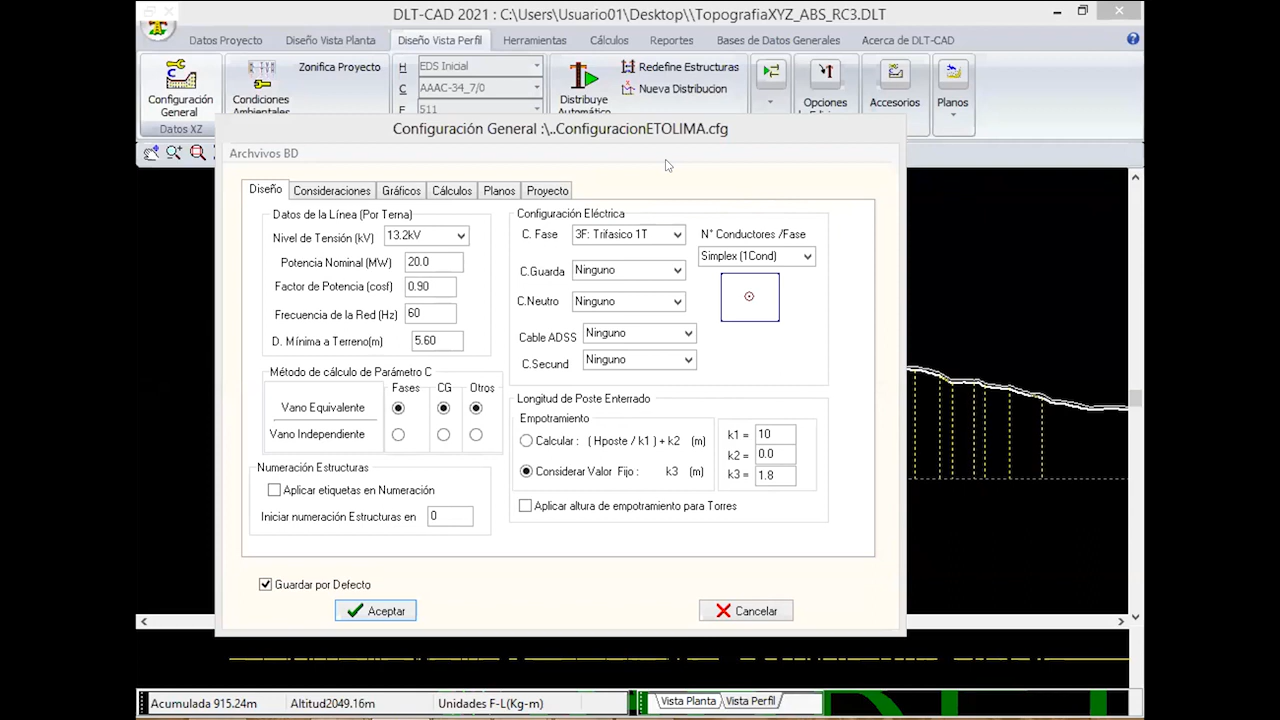 DLT-CAD 2021 : C:\Users\Usuario01\Desktop\\TopografiaXYZ_ABS_RC3.DLT
Datos Proyecto Diseño Vista Planta Diseño Vista Perfil Herramientas Cálculos Reportes Bases de Datos Generales Acerca de DLT-CAD
Zonifica Proyecto H EDS Inicial Redefine Estructuras
C AAAC-34_7/0 Nueva Distribucion
Configuración General Condiciones 511 Distribuye Opciones Accesorios Planos
Datos XZ
Configuración General :\..ConfiguracionETOLIMA.cfg
Archvivos BD
Diseño Consideraciones Gráficos Cálculos Planos Proyecto
Datos de la Línea (Por Terna)
Nivel de Tensión (kV) 13.2kV
Potencia Nominal (MW) 20.0
Factor de Potencia (cosf) 0.90
Frecuencia de la Red (Hz) 60
D. Mínima a Terreno(m) 5.60
Método de cálculo de Parámetro C
Fases CG Otros
Vano Equivalente
Vano Independiente
Numeración Estructuras
Aplicar etiquetas en Numeración
Iniciar numeración Estructuras en 0
Configuración Eléctrica
C. Fase 3F: Trifasico 1T N° Conductores /Fase
Simplex (1Cond)
C.Guarda Ninguno
C.Neutro Ninguno
Cable ADSS Ninguno
C.Secund Ninguno
Longitud de Poste Enterrado
Empotramiento
Calcular : ( Hposte / k1 ) + k2 (m)
Considerar Valor Fijo : k3 (m)
k1 = 10
k2 = 0.0
k3 = 1.8
Aplicar altura de empotramiento para Torres
Guardar por Defecto
Aceptar Cancelar
Acumulada 915.24m Altitud2049.16m Unidades F-L(Kg-m) Vista Planta Vista Perfil